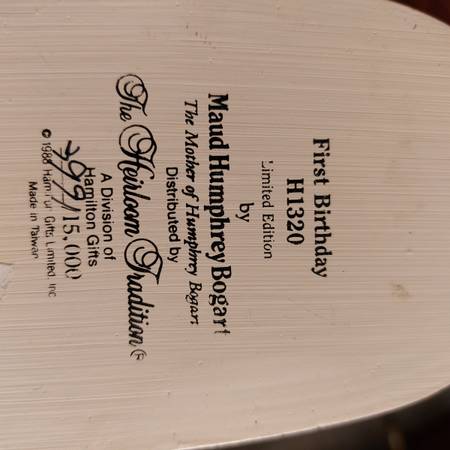 First Birthday
H1320
Limited Edition
by
Maud Humphrey Bogart
The Mother of Humphrey Bogart
Distributed by
The Heirloom Tradition®
A Division of
Hamilton Gifts
/15,000
© 1988 Hamilton Gifts Limited, Inc
Made in Taiwan